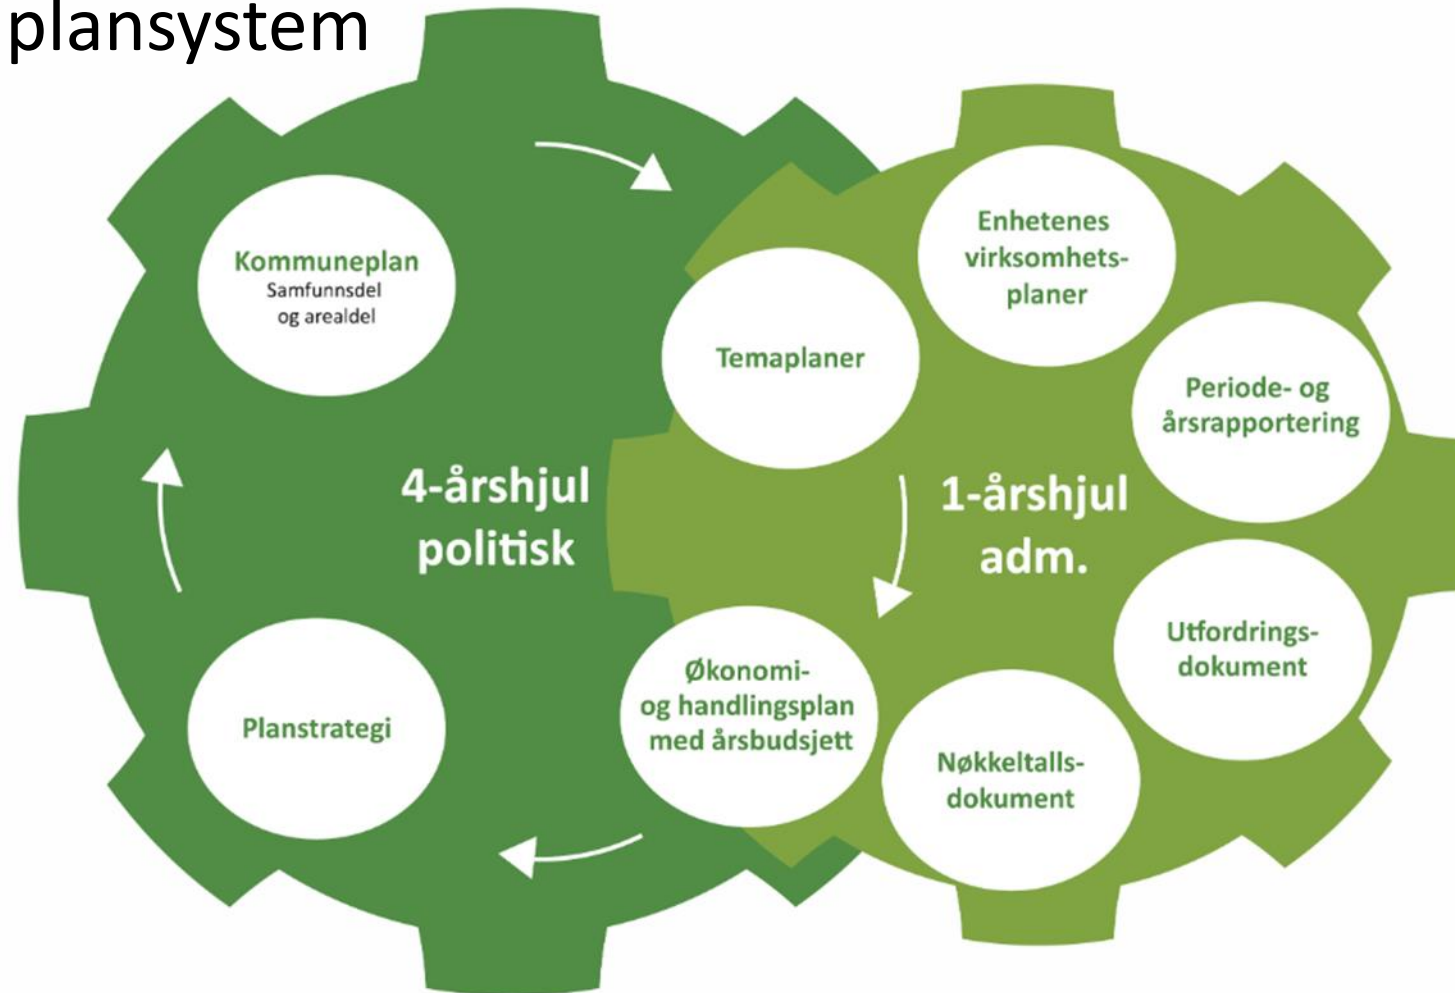 plansystem
Kommuneplan
Samfunnsdel
og arealdel
Temaplaner
4-årshjul
politisk
Planstrategi
Økonomi-
og handlingsplan
med årsbudsjett
Enhetenes
virksomhets-
planer
Periode- og
årsrapportering
1-årshjul
adm.
Utfordrings-
dokument
Nøkkeltalls-
dokument